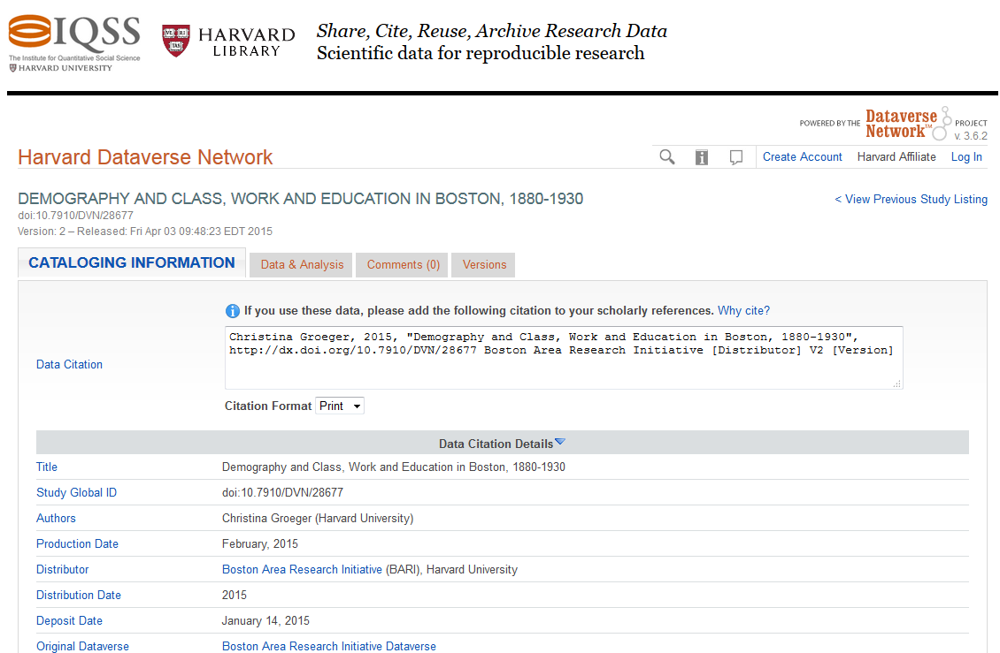 IQSS
The Institute for Quantitative Social Science
HARVARD UNIVERSITY
VE RI TAS
HARVARD
LIBRARY
Share, Cite, Reuse, Archive Research Data
Scientific data for reproducible research
POWERED BY THE Dataverse Network™ PROJECT
v. 3.6.2
Harvard Dataverse Network
Create Account Harvard Affiliate Log In
DEMOGRAPHY AND CLASS, WORK AND EDUCATION IN BOSTON, 1880-1930
< View Previous Study Listing
doi:10.7910/DVN/28677
Version: 2 – Released: Fri Apr 03 09:48:23 EDT 2015
CATALOGING INFORMATION Data & Analysis Comments (0) Versions
If you use these data, please add the following citation to your scholarly references. Why cite?
Data Citation
Christina Groeger, 2015, "Demography and Class, Work and Education in Boston, 1880-1930",
http://dx.doi.org/10.7910/DVN/28677 Boston Area Research Initiative [Distributor] V2 [Version]
Citation Format Print
Data Citation Details
Title Demography and Class, Work and Education in Boston, 1880-1930
Study Global ID doi:10.7910/DVN/28677
Authors Christina Groeger (Harvard University)
Production Date February, 2015
Distributor Boston Area Research Initiative (BARI), Harvard University
Distribution Date 2015
Deposit Date January 14, 2015
Original Dataverse Boston Area Research Initiative Dataverse